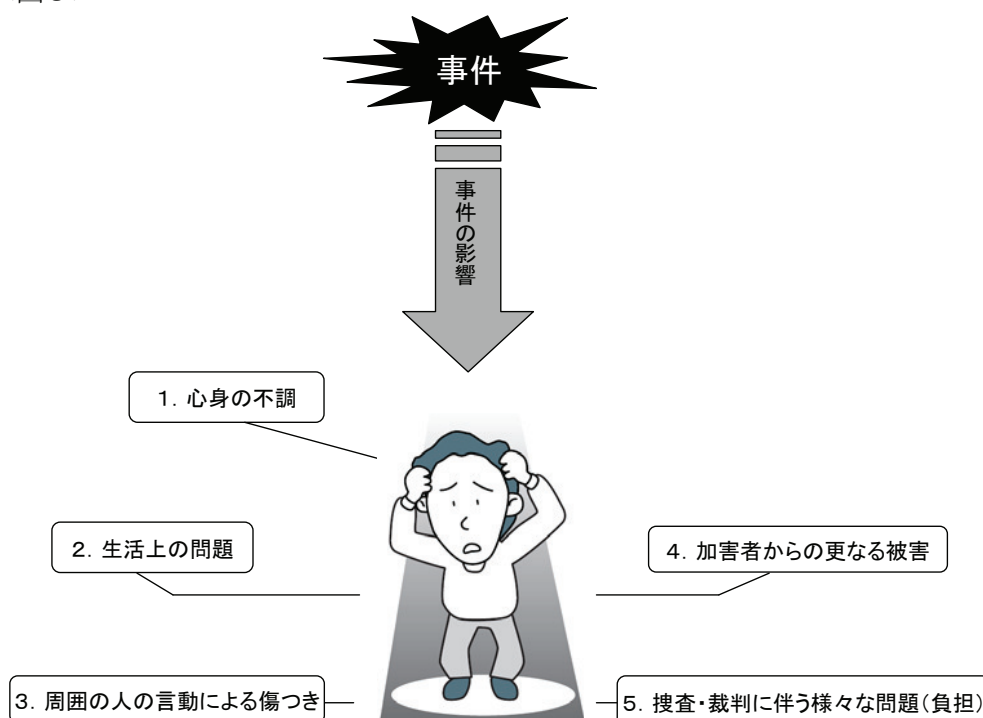 事件
事件の影響
1．心身の不調
2．生活上の問題
3．周囲の人の言動による傷つき
4．加害者からの更なる被害
5．捜査・裁判に伴う様々な問題（負担）